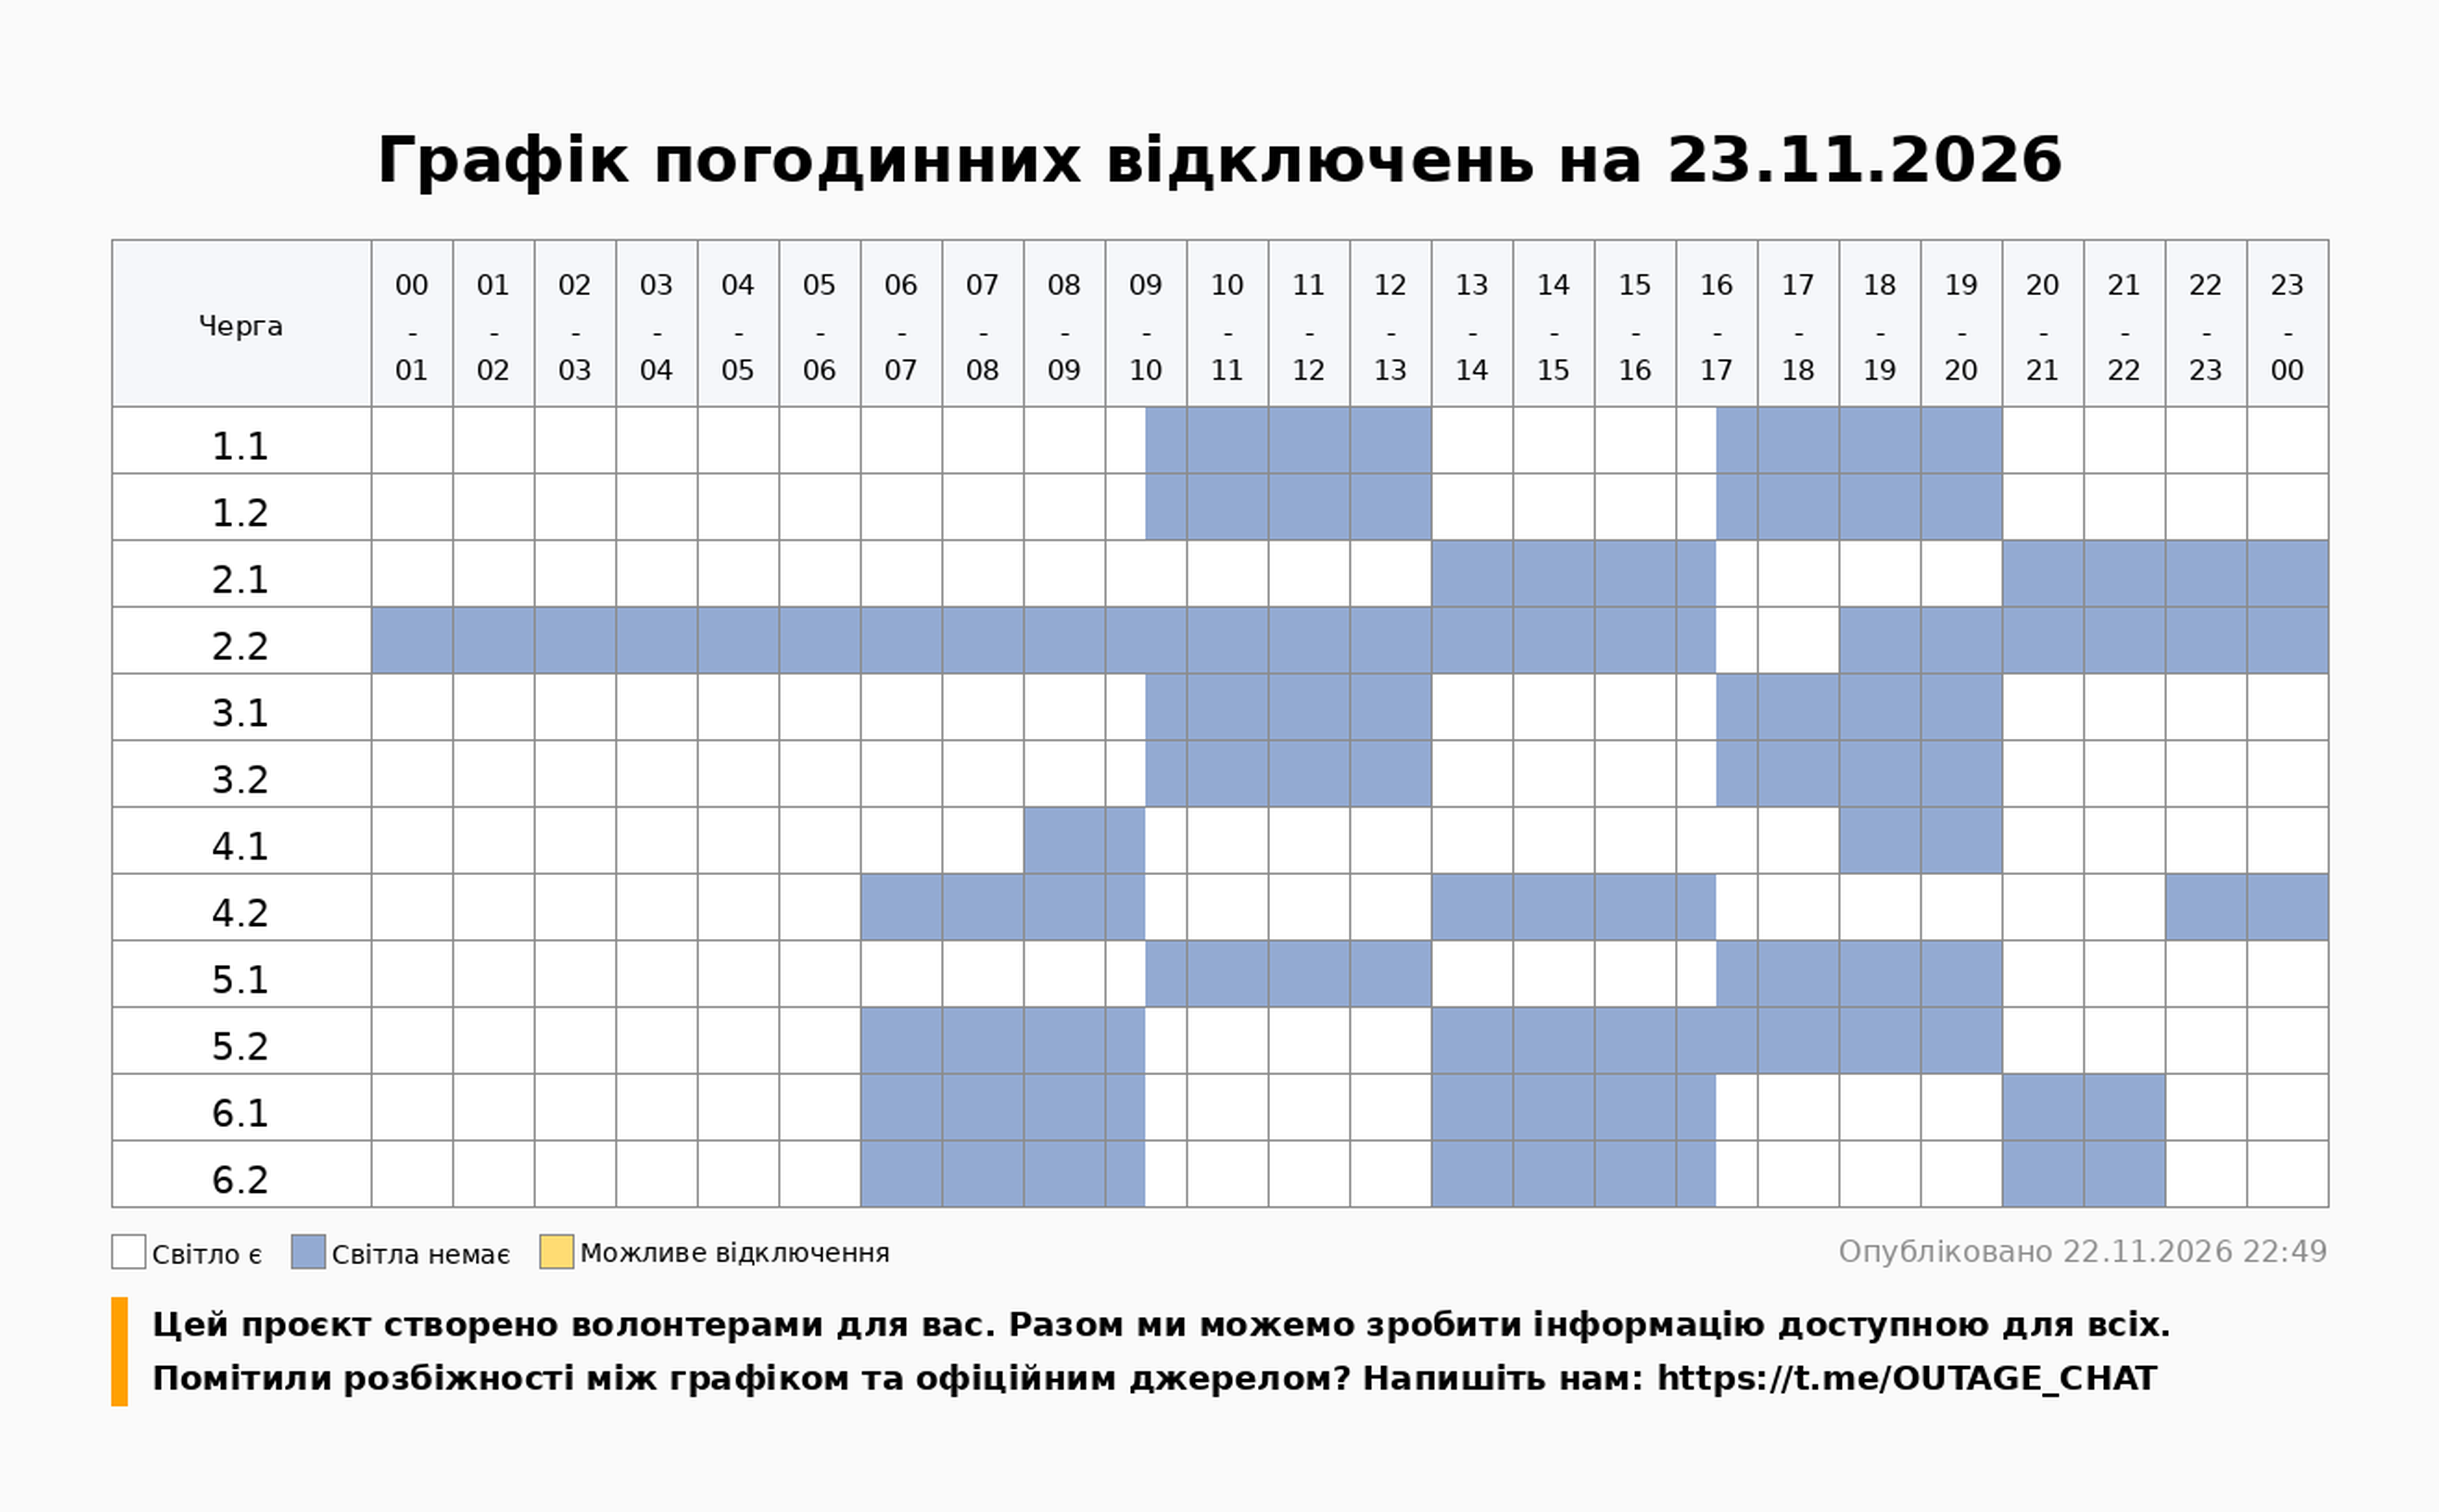 Графік погодинних відключень на 23.11.2026
Черга
00 - 01
01 - 02
02 - 03
03 - 04
04 - 05
05 - 06
06 - 07
07 - 08
08 - 09
09 - 10
10 - 11
11 - 12
12 - 13
13 - 14
14 - 15
15 - 16
16 - 17
17 - 18
18 - 19
19 - 20
20 - 21
21 - 22
22 - 23
23 - 00
1.1
1.2
2.1
2.2
3.1
3.2
4.1
4.2
5.1
5.2
6.1
6.2
Світло є
Світла немає
Можливе відключення
Опубліковано 22.11.2026 22:49
Цей проєкт створено волонтерами для вас. Разом ми можемо зробити інформацію доступною для всіх.
Помітили розбіжності між графіком та офіційним джерелом? Напишіть нам: https://t.me/OUTAGE_CHAT